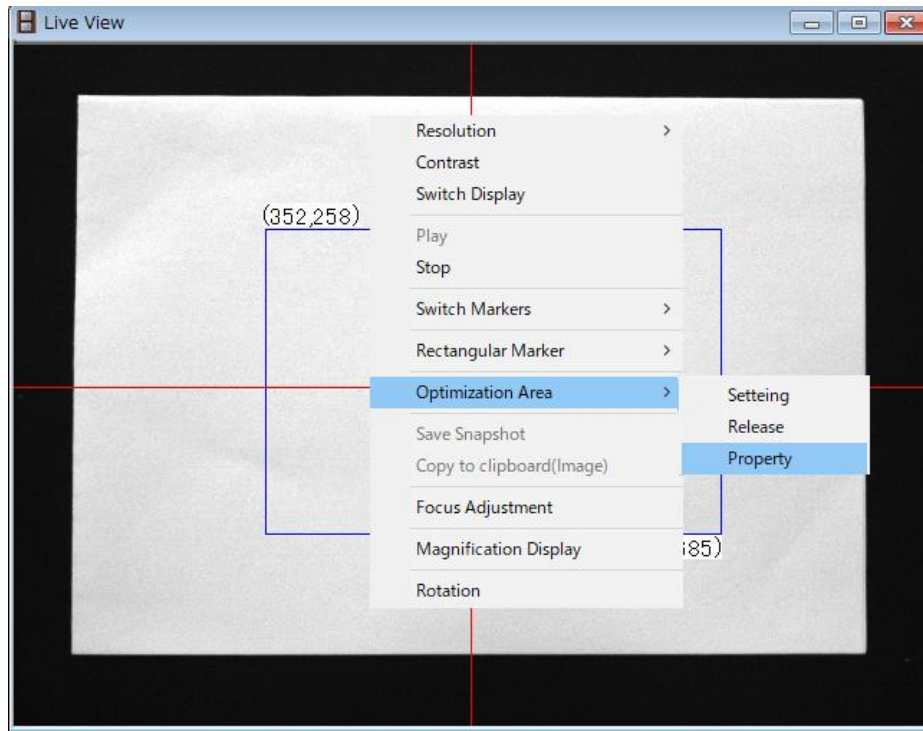 Live View
(352,258)
Resolution
Contrast
Switch Display
Play
Stop
Switch Markers
Rectangular Marker
Optimization Area
Setteing
Release
Property
Save Snapshot
Copy to clipboard(Image)
Focus Adjustment
Magnification Display
Rotation